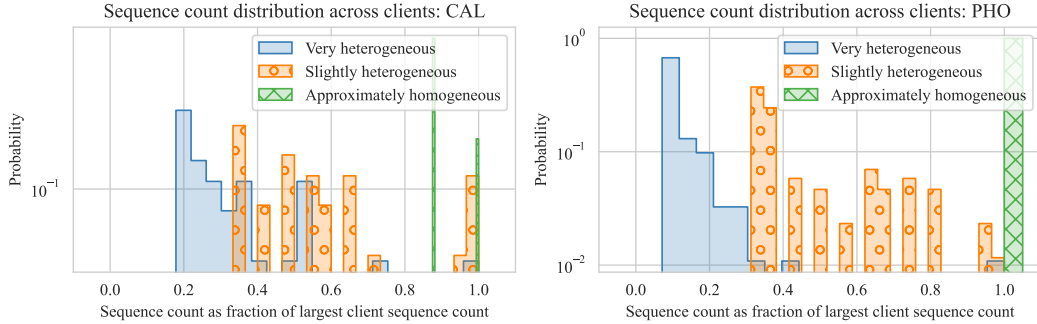 Sequence count distribution across clients: CAL
Very heterogeneous
Slightly heterogeneous
Approximately homogeneous
Probability
10⁻¹
0.0 0.2 0.4 0.6 0.8 1.0
Sequence count as fraction of largest client sequence count
Sequence count distribution across clients: PHO
Very heterogeneous
Slightly heterogeneous
Approximately homogeneous
Probability
10⁰
10⁻¹
10⁻²
0.0 0.2 0.4 0.6 0.8 1.0
Sequence count as fraction of largest client sequence count